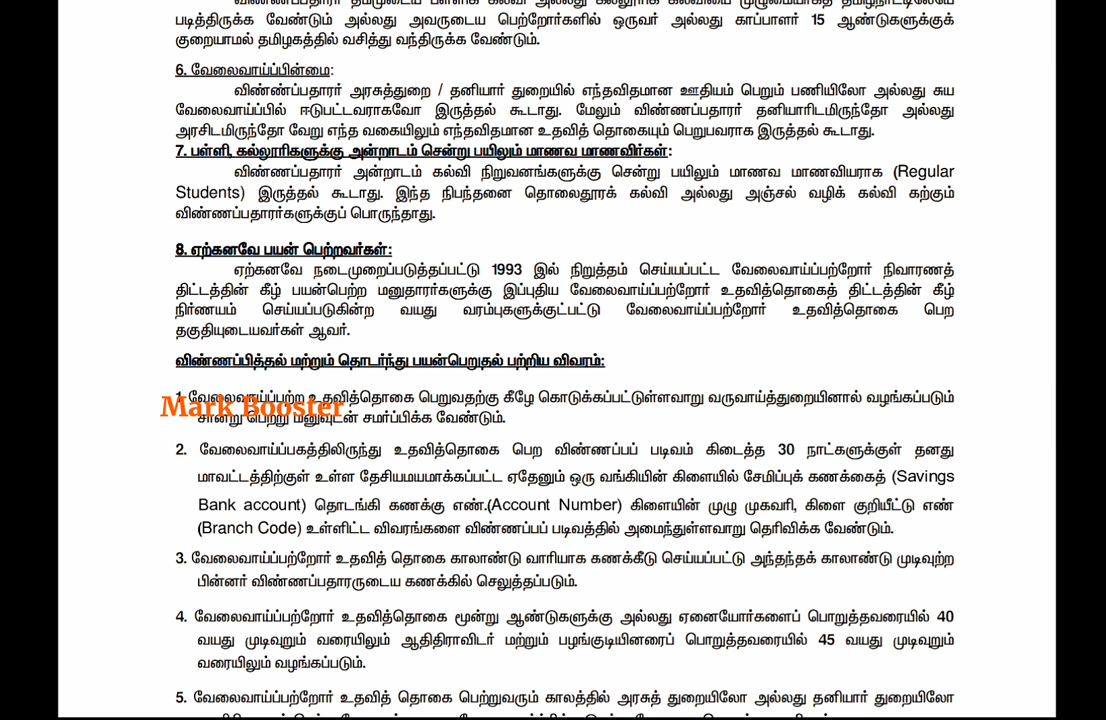 விண்ணப்பதாரர் தம்முடைய பள்ளிக் கல்வி அல்லது கல்லூரிக் கல்வியை முழுமையாகத் தமிழ்நாட்டிலேயே
படித்திருக்க வேண்டும் அல்லது அவருடைய பெற்றோர்களில் ஒருவர் அல்லது காப்பாளர் 15 ஆண்டுகளுக்குக்
குறையாமல் தமிழகத்தில் வசித்து வந்திருக்க வேண்டும்.
6. வேலைவாய்ப்பின்மை:
விண்ண்ப்பதாரர் அரசுத்துறை / தனியார் துறையில் எந்தவிதமான ஊதியம் பெறும் பணியிலோ அல்லது சுய
வேலைவாய்ப்பில் ஈடுபட்டவராகவோ இருத்தல் கூடாது. மேலும் விண்ணப்பதாரர் தனியாரிடமிருந்தோ அல்லது
அரசிடமிருந்தோ வேறு எந்த வகையிலும் எந்தவிதமான உதவித் தொகையும் பெறுபவராக இருத்தல் கூடாது.
7. பள்ளி, கல்லூரிகளுக்கு அன்றாடம் சென்று பயிலும் மாணவ மாணவிர்கள்:
விண்ணப்பதாரர் அன்றாடம் கல்வி நிறுவனங்களுக்கு சென்று பயிலும் மாணவ மாணவியராக (Regular
Students) இருத்தல் கூடாது. இந்த நிபந்தனை தொலைதூரக் கல்வி அல்லது அஞ்சல் வழிக் கல்வி கற்கும்
விண்ணப்பதாரர்களுக்குப் பொருந்தாது.
8. ஏற்கனவே பயன் பெற்றவர்கள்:
ஏற்கனவே நடைமுறைப்படுத்தப்பட்டு 1993 இல் நிறுத்தம் செய்யப்பட்ட வேலைவாய்ப்பற்றோர் நிவாரணத்
திட்டத்தின் கீழ் பயன்பெற்ற மனுதாரர்களுக்கு இப்புதிய வேலைவாய்ப்பற்றோர் உதவித்தொகைத் திட்டத்தின் கீழ்
நிர்ணயம் செய்யப்படுகின்ற வயது வரம்புகளுக்குட்பட்டு வேலைவாய்ப்பற்றோர் உதவித்தொகை பெற
தகுதியுடையவர்கள் ஆவர்.
விண்ணப்பித்தல் மற்றும் தொடர்ந்து பயன்பெறுதல் பற்றிய விவரம்:
1. வேலைவாய்ப்பற்ற உதவித்தொகை பெறுவதற்கு கீழே கொடுக்கப்பட்டுள்ளவாறு வருவாய்த்துறையினால் வழங்கப்படும்
Mark Booster
சான்று பெற்று மனுவுடன் சமர்ப்பிக்க வேண்டும்.
2. வேலைவாய்ப்பகத்திலிருந்து உதவித்தொகை பெற விண்ணப்பப் படிவம் கிடைத்த 30 நாட்களுக்குள் தனது
மாவட்டத்திற்குள் உள்ள தேசியமயமாக்கப்பட்ட ஏதேனும் ஒரு வங்கியின் கிளையில் சேமிப்புக் கணக்கைத் (Savings
Bank account) தொடங்கி கணக்கு எண்.(Account Number) கிளையின் முழு முகவரி, கிளை குறியீட்டு எண்
(Branch Code) உள்ளிட்ட விவரங்களை விண்ணப்பப் படிவத்தில் அமைந்துள்ளவாறு தெரிவிக்க வேண்டும்.
3. வேலைவாய்ப்பற்றோர் உதவித் தொகை காலாண்டு வாரியாக கணக்கீடு செய்யப்பட்டு அந்தந்தக் காலாண்டு முடிவுற்ற
பின்னர் விண்ணப்பதாரருடைய கணக்கில் செலுத்தப்படும்.
4. வேலைவாய்ப்பற்றோர் உதவித்தொகை மூன்று ஆண்டுகளுக்கு அல்லது ஏனையோர்களைப் பொறுத்தவரையில் 40
வயது முடிவுறும் வரையிலும் ஆதிதிராவிடர் மற்றும் பழங்குடியினரைப் பொறுத்தவரையில் 45 வயது முடிவுறும்
வரையிலும் வழங்கப்படும்.
5. வேலைவாய்ப்பற்றோர் உதவித் தொகை பெற்றுவரும் காலத்தில் அரசுத் துறையிலோ அல்லது தனியார் துறையிலோ